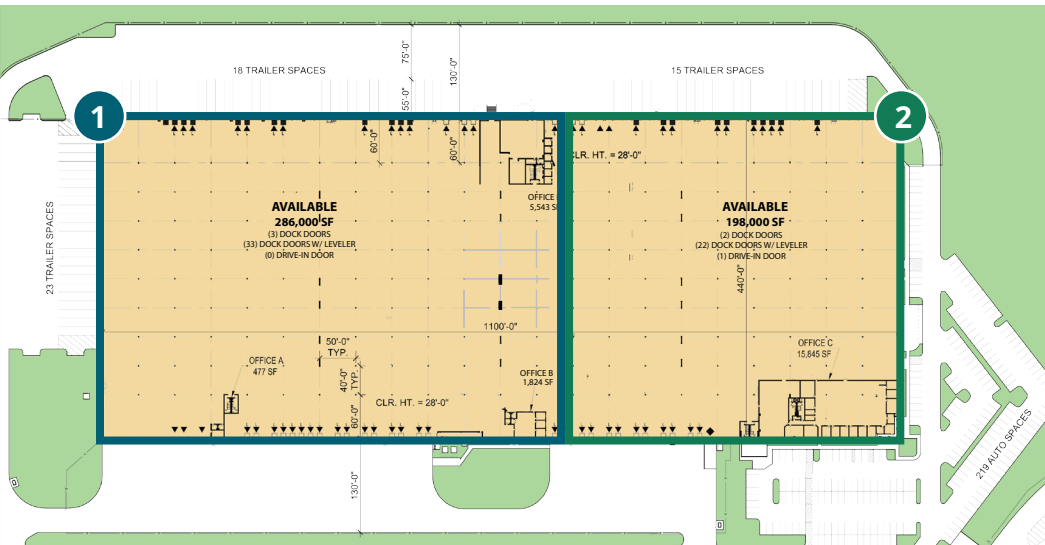 18 TRAILER SPACES
75'-0"
130'-0"
55'-0"
15 TRAILER SPACES
1
2
60'-0"
60'-0"
CLR. HT. = 28'-0"
23 TRAILER SPACES
AVAILABLE
286,000 SF
(3) DOCK DOORS
(33) DOCK DOORS W/ LEVELER
(0) DRIVE-IN DOOR
OFFICE
5,543 SF
AVAILABLE
198,000 SF
(2) DOCK DOORS
(22) DOCK DOORS W/ LEVELER
(1) DRIVE-IN DOOR
440'-0"
1100'-0"
50'-0"
TYP.
OFFICE A
477 SF
40'-0"
TYP.
OFFICE B
1,824 SF
OFFICE C
15,845 SF
CLR. HT. = 28'-0"
60'-0"
130'-0"
219 AUTO SPACES